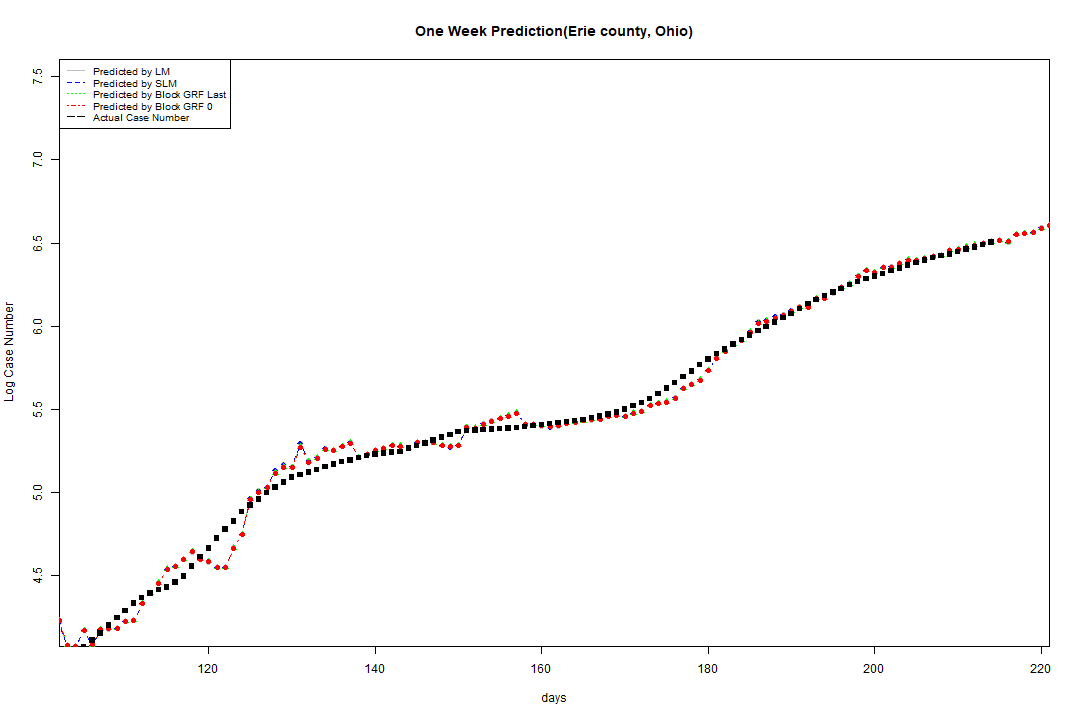 One Week Prediction(Erie county, Ohio)
Predicted by LM
Predicted by SLM
Predicted by Block GRF Last
Predicted by Block GRF 0
Actual Case Number
7.5
7.0
6.5
6.0
5.5
5.0
4.5
Log Case Number
120
140
160
180
200
220
days